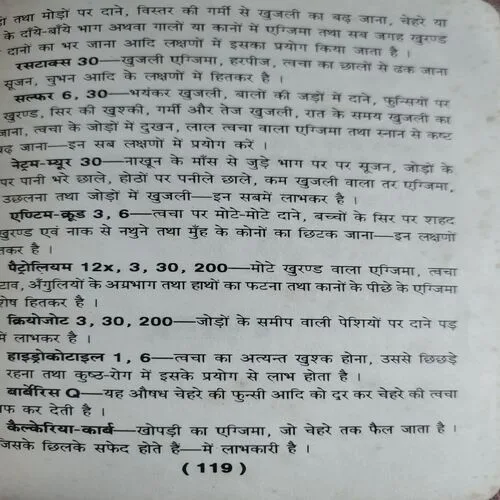 तथा मोड़ों पर दाने, विस्तर की गर्मी से खुजली का बढ़ जाना, चेहरे या
के दाँये-बाँये भाग अथवा गालों या कानों में एग्जिमा तथा सब जगह खुरण्ड
दानों का भर जाना आदि लक्षणों में इसका प्रयोग किया जाता है ।
रसटाक्स 30—खुजली एग्जिमा, हरपीज, त्वचा का छालों से ढक जाना
सूजन, चुभन आदि के लक्षणों में हितकर है ।
सल्फर 6, 30—भयंकर खुजली, बालों की जड़ों में दाने, फुन्सियों पर
खुरण्ड, सिर की खुश्की, गर्मी और तेज खुजली, रात के समय खुजली का
जाना, त्वचा के जोड़ों में दुखन, लाल त्वचा वाला एग्जिमा तथा स्नान से कष्ट
बढ़ जाना—इन सब लक्षणों में प्रयोग करें ।
नेट्रम-म्यूर 30—नाखून के माँस से जुड़े भाग पर पर सूजन, जोड़ों के
पर पानी भरे छाले, होठों पर पनीले छाले, कम खुजली वाला तर एग्जिमा,
उछलना तथा जोड़ों में खुजली—इन सबमें लाभकर है ।
एण्टिम-क्रूड 3, 6—त्वचा पर मोटे-मोटे दाने, बच्चों के सिर पर शहद
खुरण्ड एवं नाक से नथुने तथा मुँह के कोनों का छिटक जाना—इन लक्षणों
तकर है ।
पैट्रोलियम 12x, 3, 30, 200—मोटे खुरण्ड वाला एग्जिमा, त्वचा
टाव, अँगुलियों के अग्रभाग तथा हाथों का फटना तथा कानों के पीछे के एग्जिमा
शेष हितकर है ।
क्रियोजोट 3, 30, 200—जोड़ों के समीप वाली पेशियों पर दाने पड़
में लाभकर है ।
हाइड्रोकोटाइल 1, 6—त्वचा का अत्यन्त खुश्क होना, उससे छिछड़े
रहना तथा कुष्ठ-रोग में इसके प्रयोग से लाभ होता है ।
बार्बेरिस Q—यह औषध चेहरे की फुन्सी आदि को दूर कर चेहरे की त्वचा
ाफ कर देती है ।
कैल्केरिया-कार्ब—खोपड़ी का एग्जिमा, जो चेहरे तक फैल जाता है ।
जिसके छिलके सफेद होते हैं—में लाभकारी है ।
( 119 )